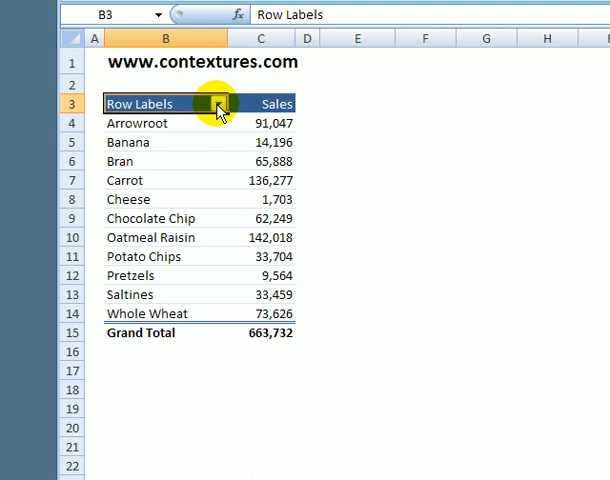 B3 fx Row Labels
A B C D E F G H
1 www.contextures.com
2
3 Row Labels Sales
4 Arrowroot 91,047
5 Banana 14,196
6 Bran 65,888
7 Carrot 136,277
8 Cheese 1,703
9 Chocolate Chip 62,249
10 Oatmeal Raisin 142,018
11 Potato Chips 33,704
12 Pretzels 9,564
13 Saltines 33,459
14 Whole Wheat 73,626
15 Grand Total 663,732
16
17
18
19
20
21
22